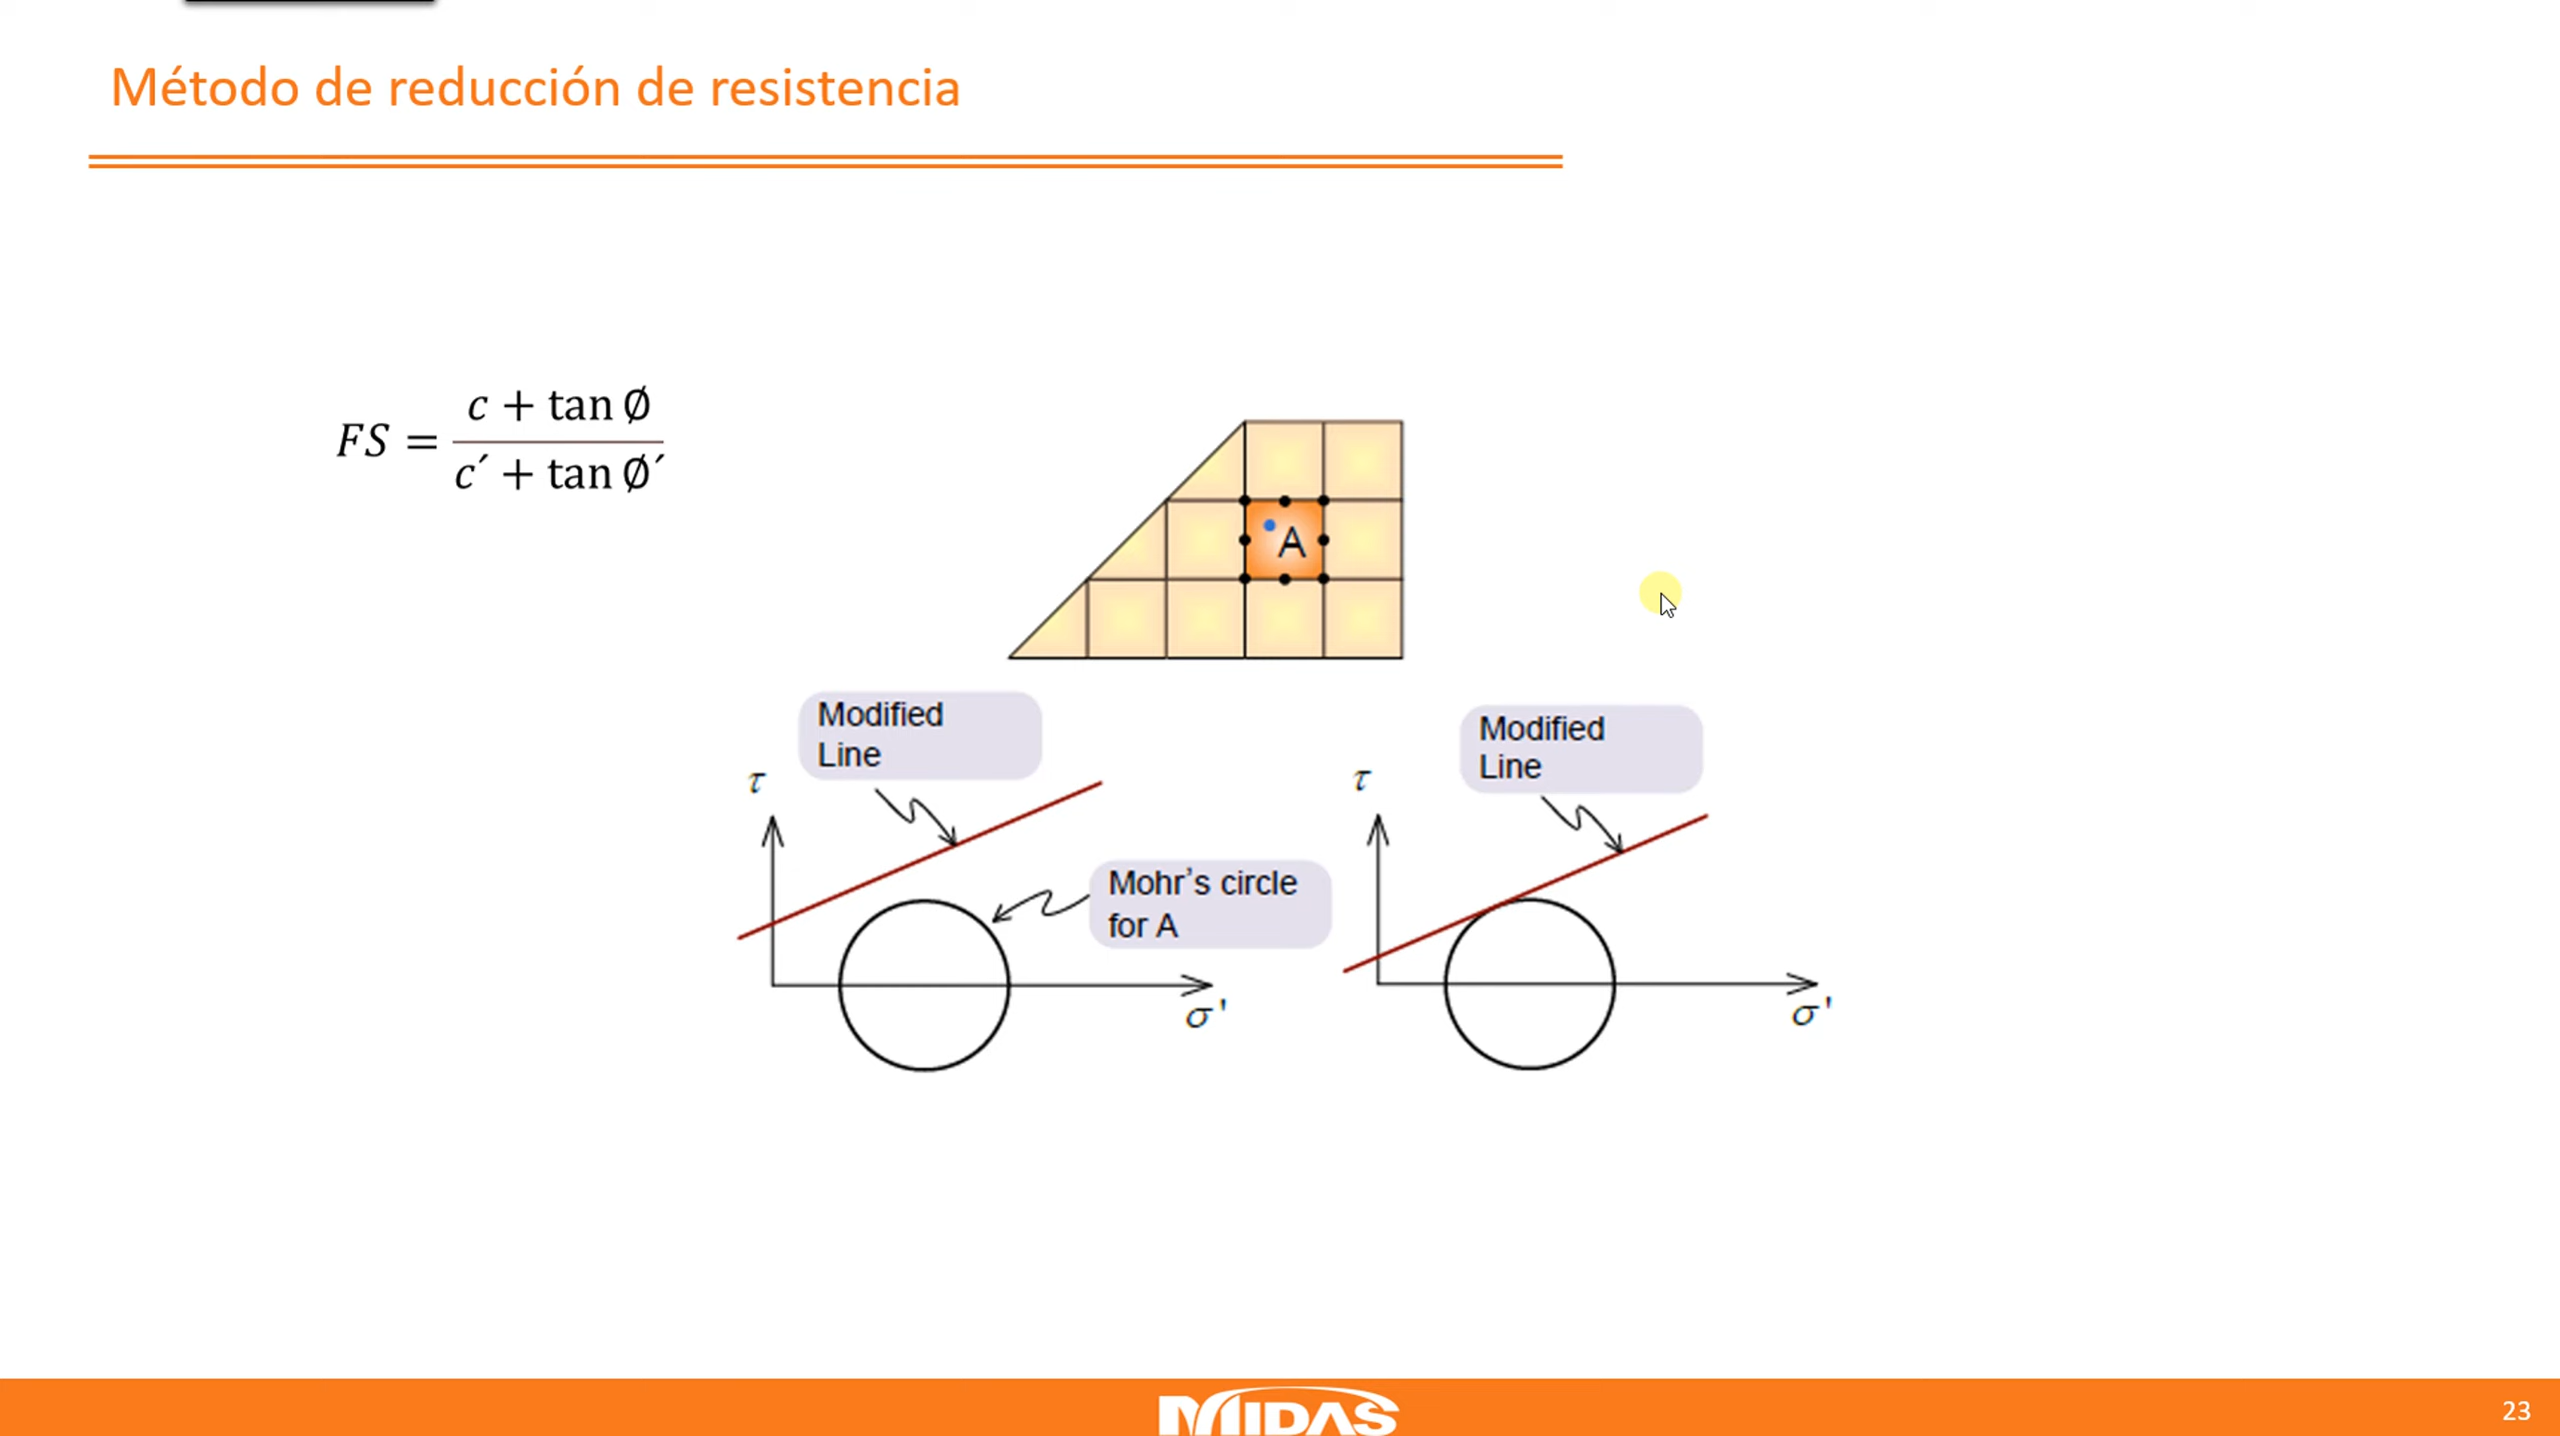 Método de reducción de resistencia
FS = c + tan ∅
c´ + tan ∅´
A
Modified
Line
Modified
Line
τ
τ
Mohr's circle
for A
σ'
σ'
MIDAS
23